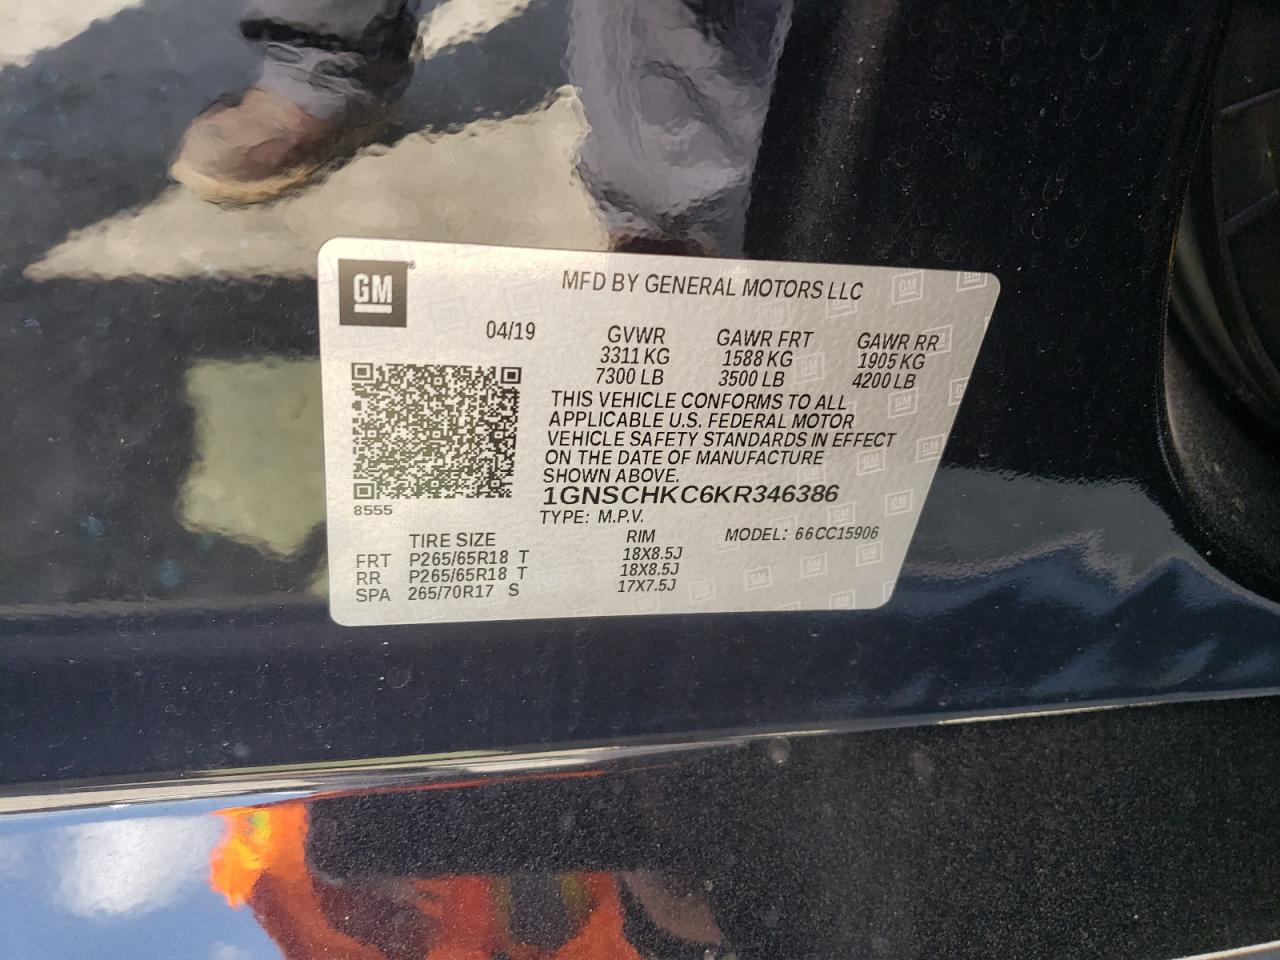 GM
MFD BY GENERAL MOTORS LLC
04/19 GVWR GAWR FRT GAWR RR
3311 KG 1588 KG 1905 KG
7300 LB 3500 LB 4200 LB
THIS VEHICLE CONFORMS TO ALL
APPLICABLE U.S. FEDERAL MOTOR
VEHICLE SAFETY STANDARDS IN EFFECT
ON THE DATE OF MANUFACTURE
SHOWN ABOVE.
1GNSCHKC6KR346386
8555
TYPE: M.P.V.
TIRE SIZE RIM MODEL: 66CC15906
FRT P265/65R18 T 18X8.5J
RR P265/65R18 T 18X8.5J
SPA 265/70R17 S 17X7.5J